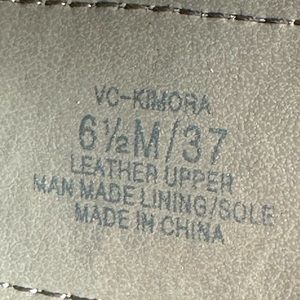 VC-KIMORA
6½M/37
LEATHER UPPER
MAN MADE LINING/SOLE
MADE IN CHINA